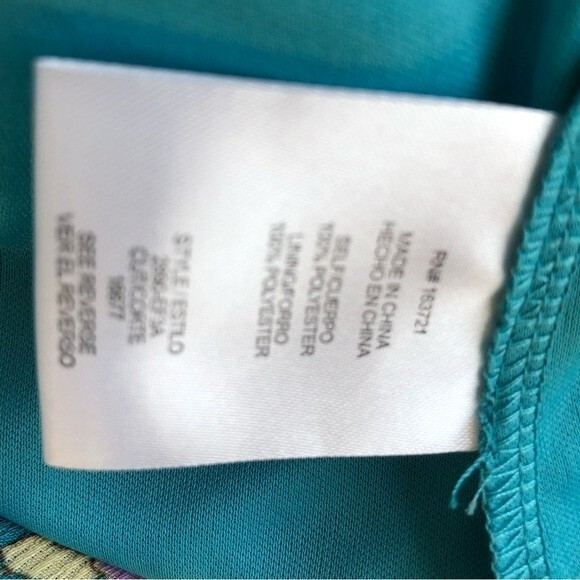 RN# 163721
MADE IN CHINA
HECHO EN CHINA
SELF/CUERPO
100% POLYESTER
LINING/FORRO
100% POLYESTER
STYLE / ESTILO
CUT/CORTE
SEE REVERSE
VER EL REVERSO